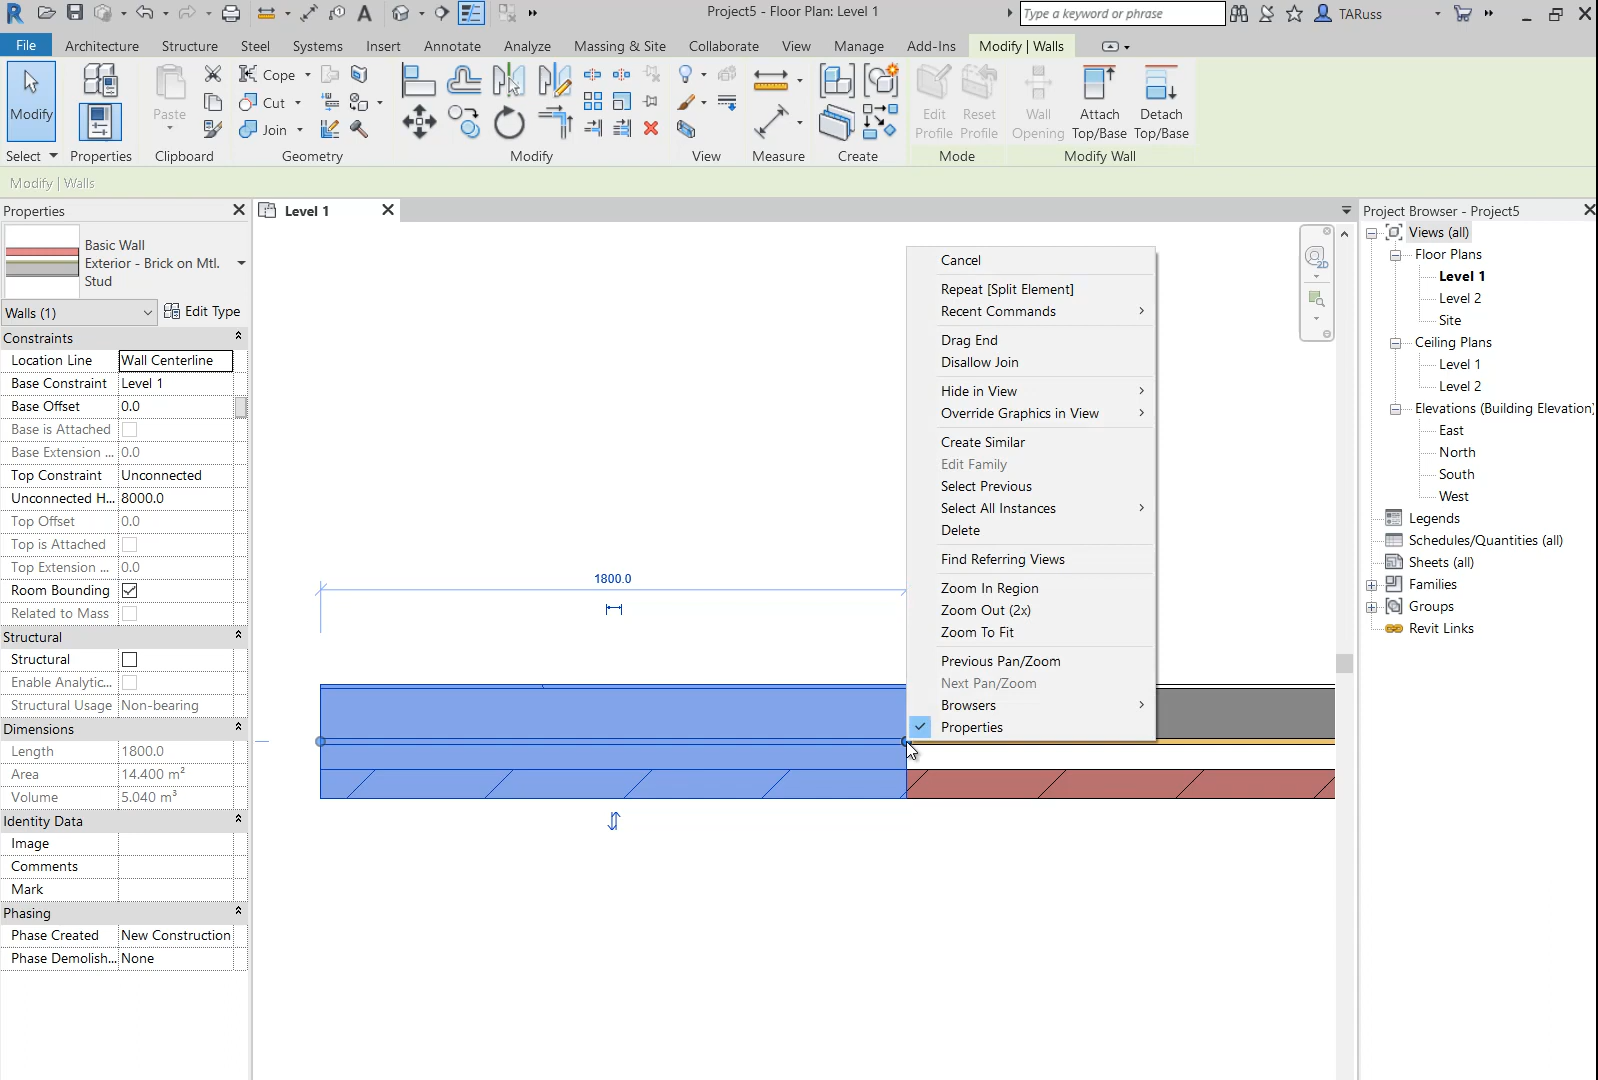 Project5 - Floor Plan: Level 1
Type a keyword or phrase
TARuss
File
Architecture
Structure
Steel
Systems
Insert
Annotate
Analyze
Massing & Site
Collaborate
View
Manage
Add-Ins
Modify | Walls
Modify
Select
Properties
Paste
Clipboard
Cope
Cut
Join
Geometry
Modify
View
Measure
Create
Edit
Profile
Reset
Profile
Mode
Wall
Opening
Attach
Top/Base
Detach
Top/Base
Modify Wall
Modify | Walls
Properties
Basic Wall
Exterior - Brick on Mtl.
Stud
Walls (1)
Edit Type
Constraints
Location Line Wall Centerline
Base Constraint Level 1
Base Offset 0.0
Base is Attached
Base Extension ... 0.0
Top Constraint Unconnected
Unconnected H... 8000.0
Top Offset 0.0
Top is Attached
Top Extension ... 0.0
Room Bounding
Related to Mass
Structural
Structural
Enable Analytic...
Structural Usage Non-bearing
Dimensions
Length 1800.0
Area 14.400 m²
Volume 5.040 m³
Identity Data
Image
Comments
Mark
Phasing
Phase Created New Construction
Phase Demolish... None
Level 1
1800.0
Cancel
Repeat [Split Element]
Recent Commands
Drag End
Disallow Join
Hide in View
Override Graphics in View
Create Similar
Edit Family
Select Previous
Select All Instances
Delete
Find Referring Views
Zoom In Region
Zoom Out (2x)
Zoom To Fit
Previous Pan/Zoom
Next Pan/Zoom
Browsers
Properties
2D
Project Browser - Project5
Views (all)
Floor Plans
Level 1
Level 2
Site
Ceiling Plans
Level 1
Level 2
Elevations (Building Elevation)
East
North
South
West
Legends
Schedules/Quantities (all)
Sheets (all)
Families
Groups
Revit Links